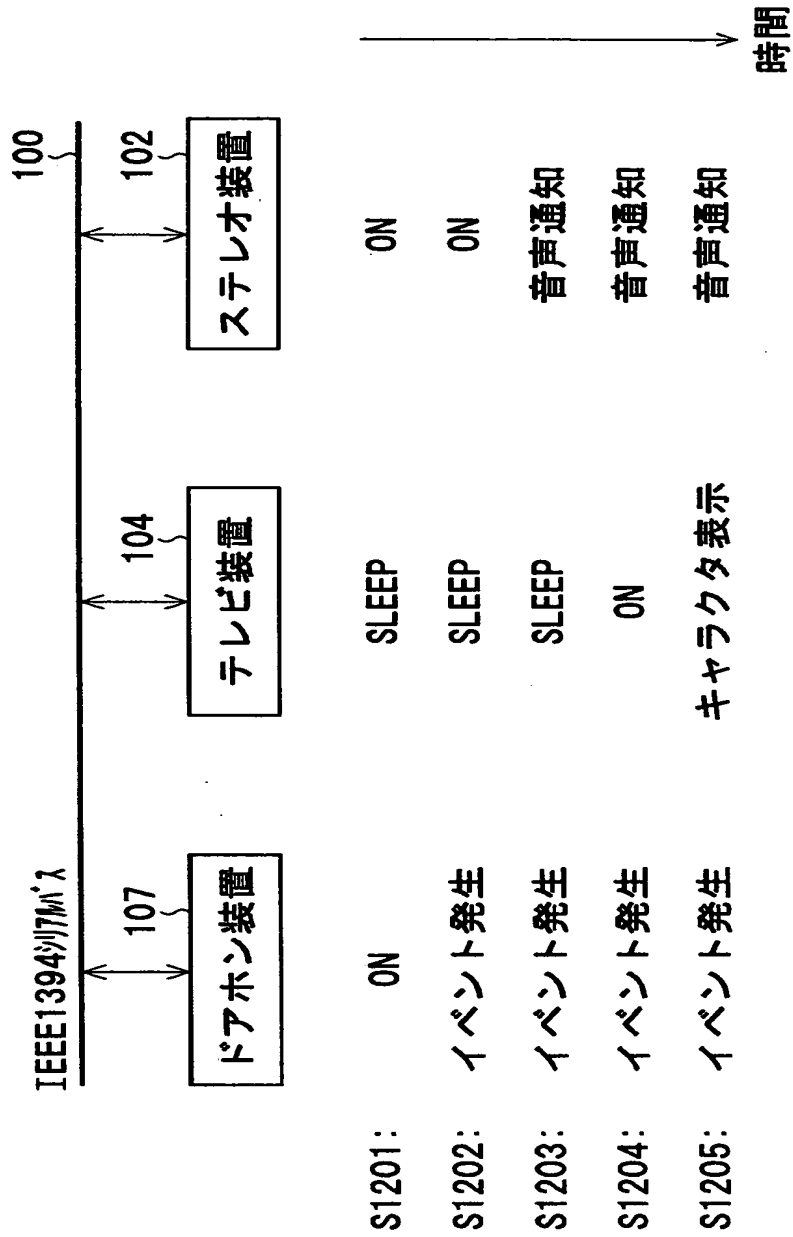 IEEE1394ｼﾘｱﾙﾊﾞｽ
100
107
104
102
ドアホン装置
テレビ装置
ステレオ装置
S1201: ON SLEEP ON
S1202: イベント発生 SLEEP ON
S1203: イベント発生 SLEEP 音声通知
S1204: イベント発生 ON 音声通知
S1205: イベント発生 キャラクタ表示 音声通知
時間